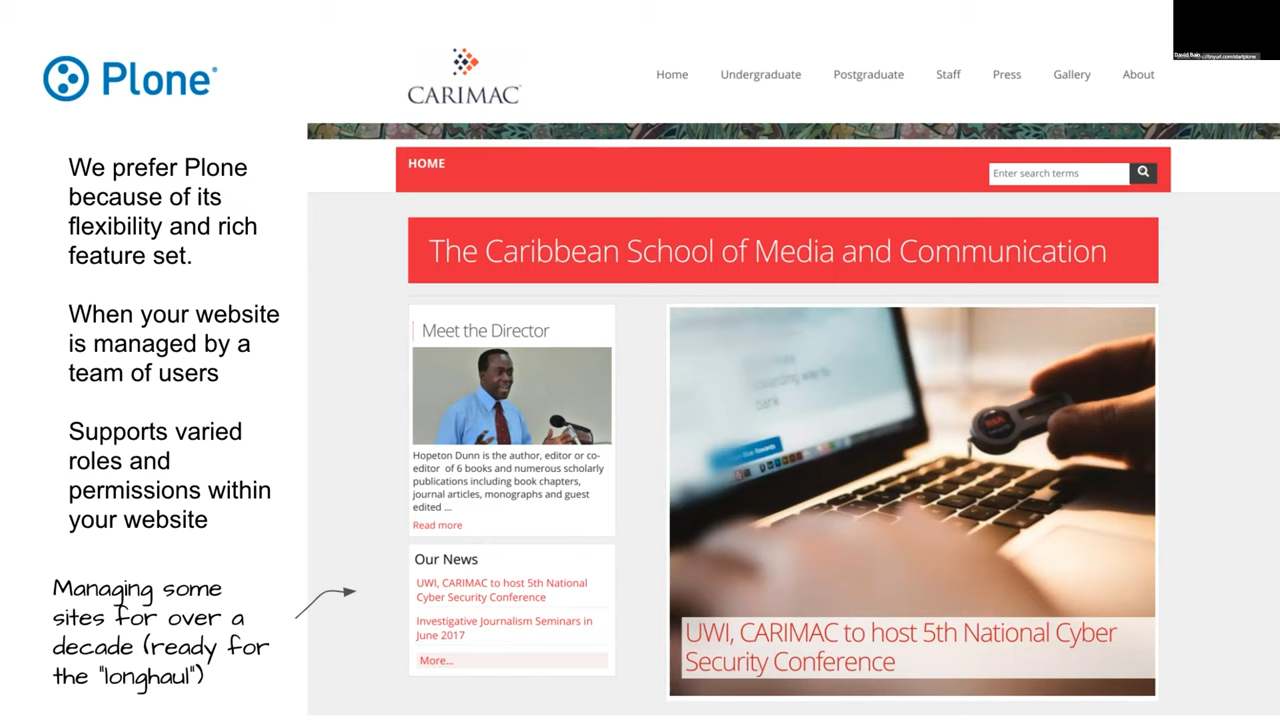 Plone®
We prefer Plone
because of its
flexibility and rich
feature set.
When your website
is managed by a
team of users
Supports varied
roles and
permissions within
your website
Managing some
sites for over a
decade (ready for
the "longhaul")
CARIMAC
Home Undergraduate Postgraduate Staff Press Gallery About
HOME
Enter search terms
The Caribbean School of Media and Communication
Meet the Director
Hopeton Dunn is the author, editor or co-
editor of 6 books and numerous scholarly
publications including book chapters,
journal articles, monographs and guest
edited ...
Read more
Our News
UWI, CARIMAC to host 5th National
Cyber Security Conference
Investigative Journalism Seminars in
June 2017
More...
bank
RSA
UWI, CARIMAC to host 5th National Cyber
Security Conference
David Bain